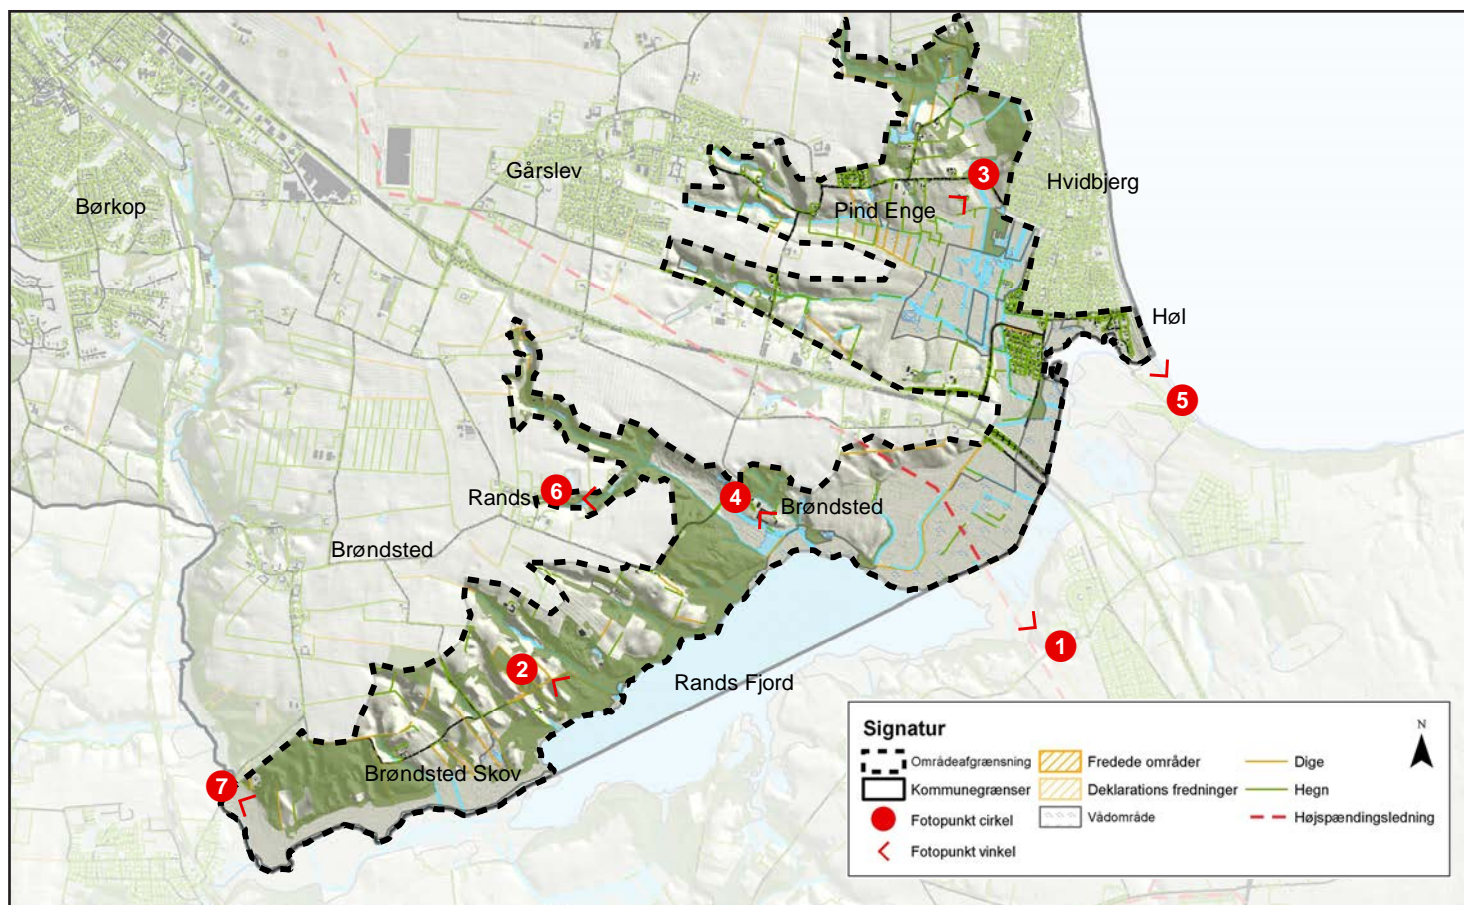 3
Gårslev
Hvidbjerg
Børkop
Pind Enge
Høl
5
6
Rands
4
Brøndsted
Brøndsted
1
2
Rands Fjord
Brøndsted Skov
7
Signatur
N
Områdeafgrænsning
Fredede områder
Dige
Kommunegrænser
Deklarations fredninger
Hegn
Fotopunkt cirkel
Vådområde
Højspændingsledning
Fotopunkt vinkel